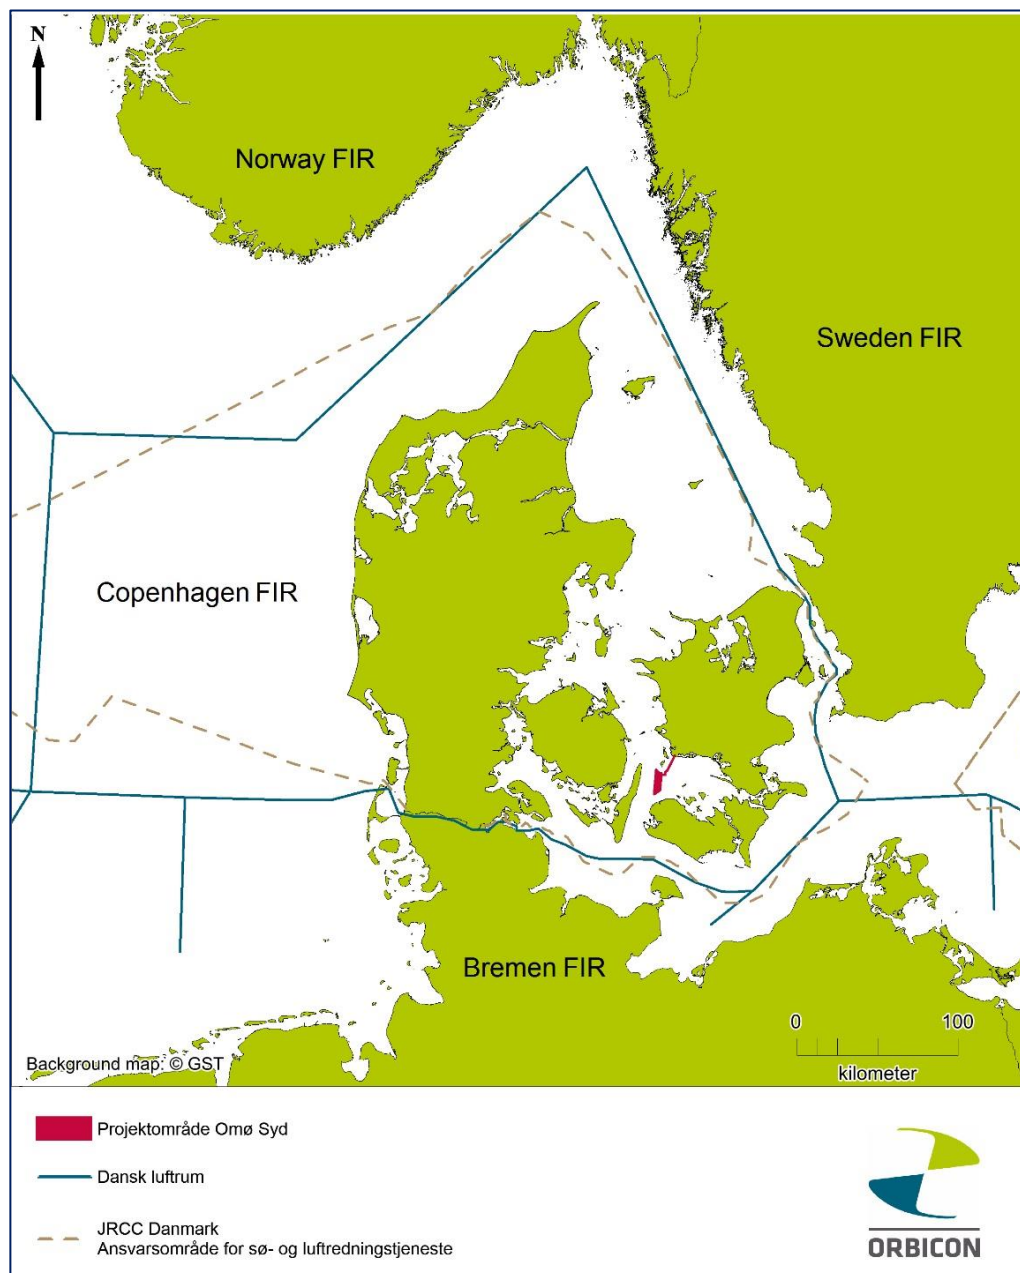 N
Norway FIR
Sweden FIR
Copenhagen FIR
Bremen FIR
0 100
kilometer
Background map: © GST
Projektområde Omø Syd
Dansk luftrum
JRCC Danmark
Ansvarsområde for sø- og luftredningstjeneste
ORBICON